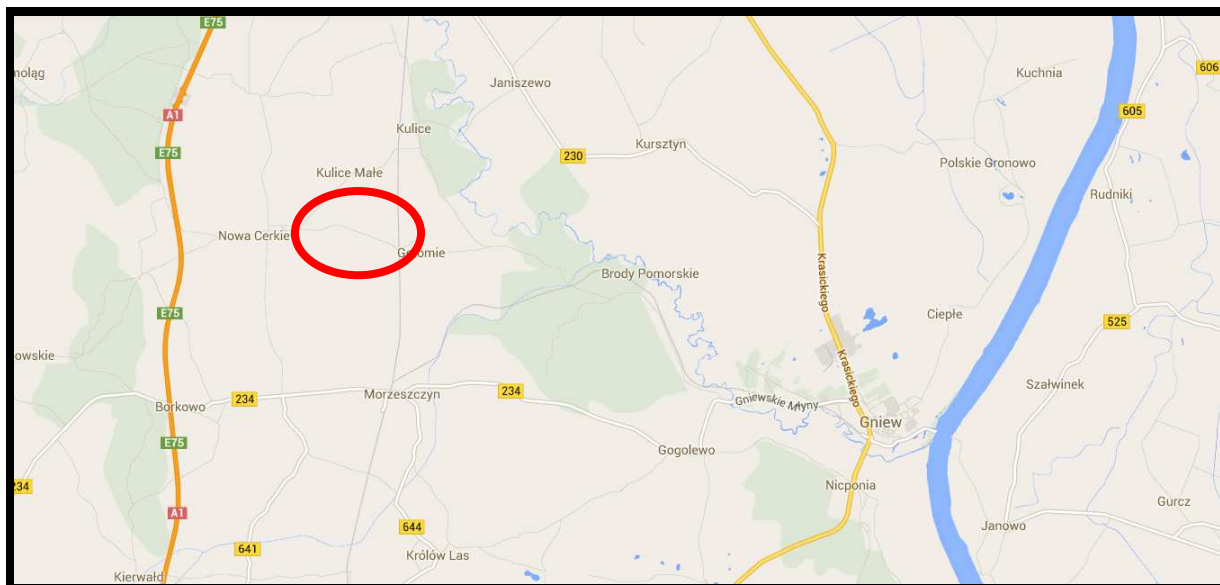 E75
moląg
Janiszewo
Kuchnia
606
A1
605
Kulice
E75
230
Kursztyn
Polskie Gronowo
Kulice Małe
Rudniki
Nowa Cerkie
Krasickiego
Brody Pomorskie
E75
Ciepłe
525
owskie
Krasickiego
Szałwinek
Morzeszczyn
234
234
Borkowo
Gniewskie Młyny
Gniew
Gogolewo
234
E75
Nicponia
Gurcz
A1
644
Janowo
641
Królów Las
Kierwałd